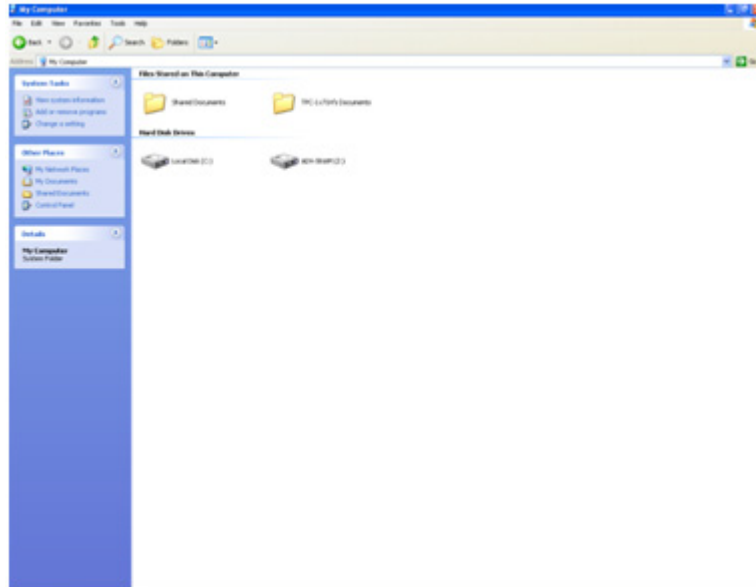 My Computer
File Edit View Favorites Tools Help
Back Search Folders
Address My Computer Go
System Tasks
View system information
Add or remove programs
Change a setting
Other Places
My Network Places
My Documents
Shared Documents
Control Panel
Details
My Computer
System Folder
Files Stored on This Computer
Shared Documents
Documents
Hard Disk Drives
Local Disk (C:)